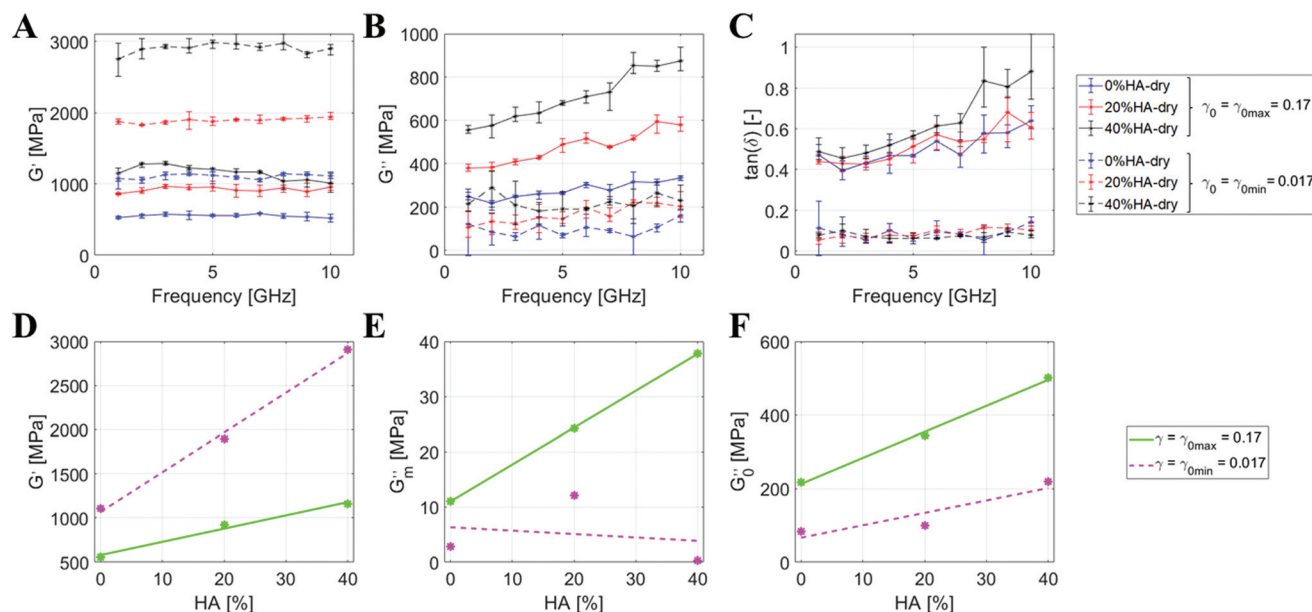 A
B
C
3000
2000
1000
0
G' [MPa]
0
5
10
Frequency [GHz]
1000
800
600
400
200
0
G'' [MPa]
0
5
10
Frequency [GHz]
1
0.8
0.6
0.4
0.2
0
tan(δ) [-]
0
5
10
Frequency [GHz]
0%HA-dry
20%HA-dry
40%HA-dry
γ0 = γ0max = 0.17
0%HA-dry
20%HA-dry
40%HA-dry
γ0 = γ0min = 0.017
D
E
F
3000
2500
2000
1500
1000
500
G' [MPa]
0
10
20
30
40
HA [%]
40
30
20
10
0
G''m [MPa]
0
10
20
30
40
HA [%]
600
400
200
0
G''0 [MPa]
0
10
20
30
40
HA [%]
γ = γ0max = 0.17
γ = γ0min = 0.017